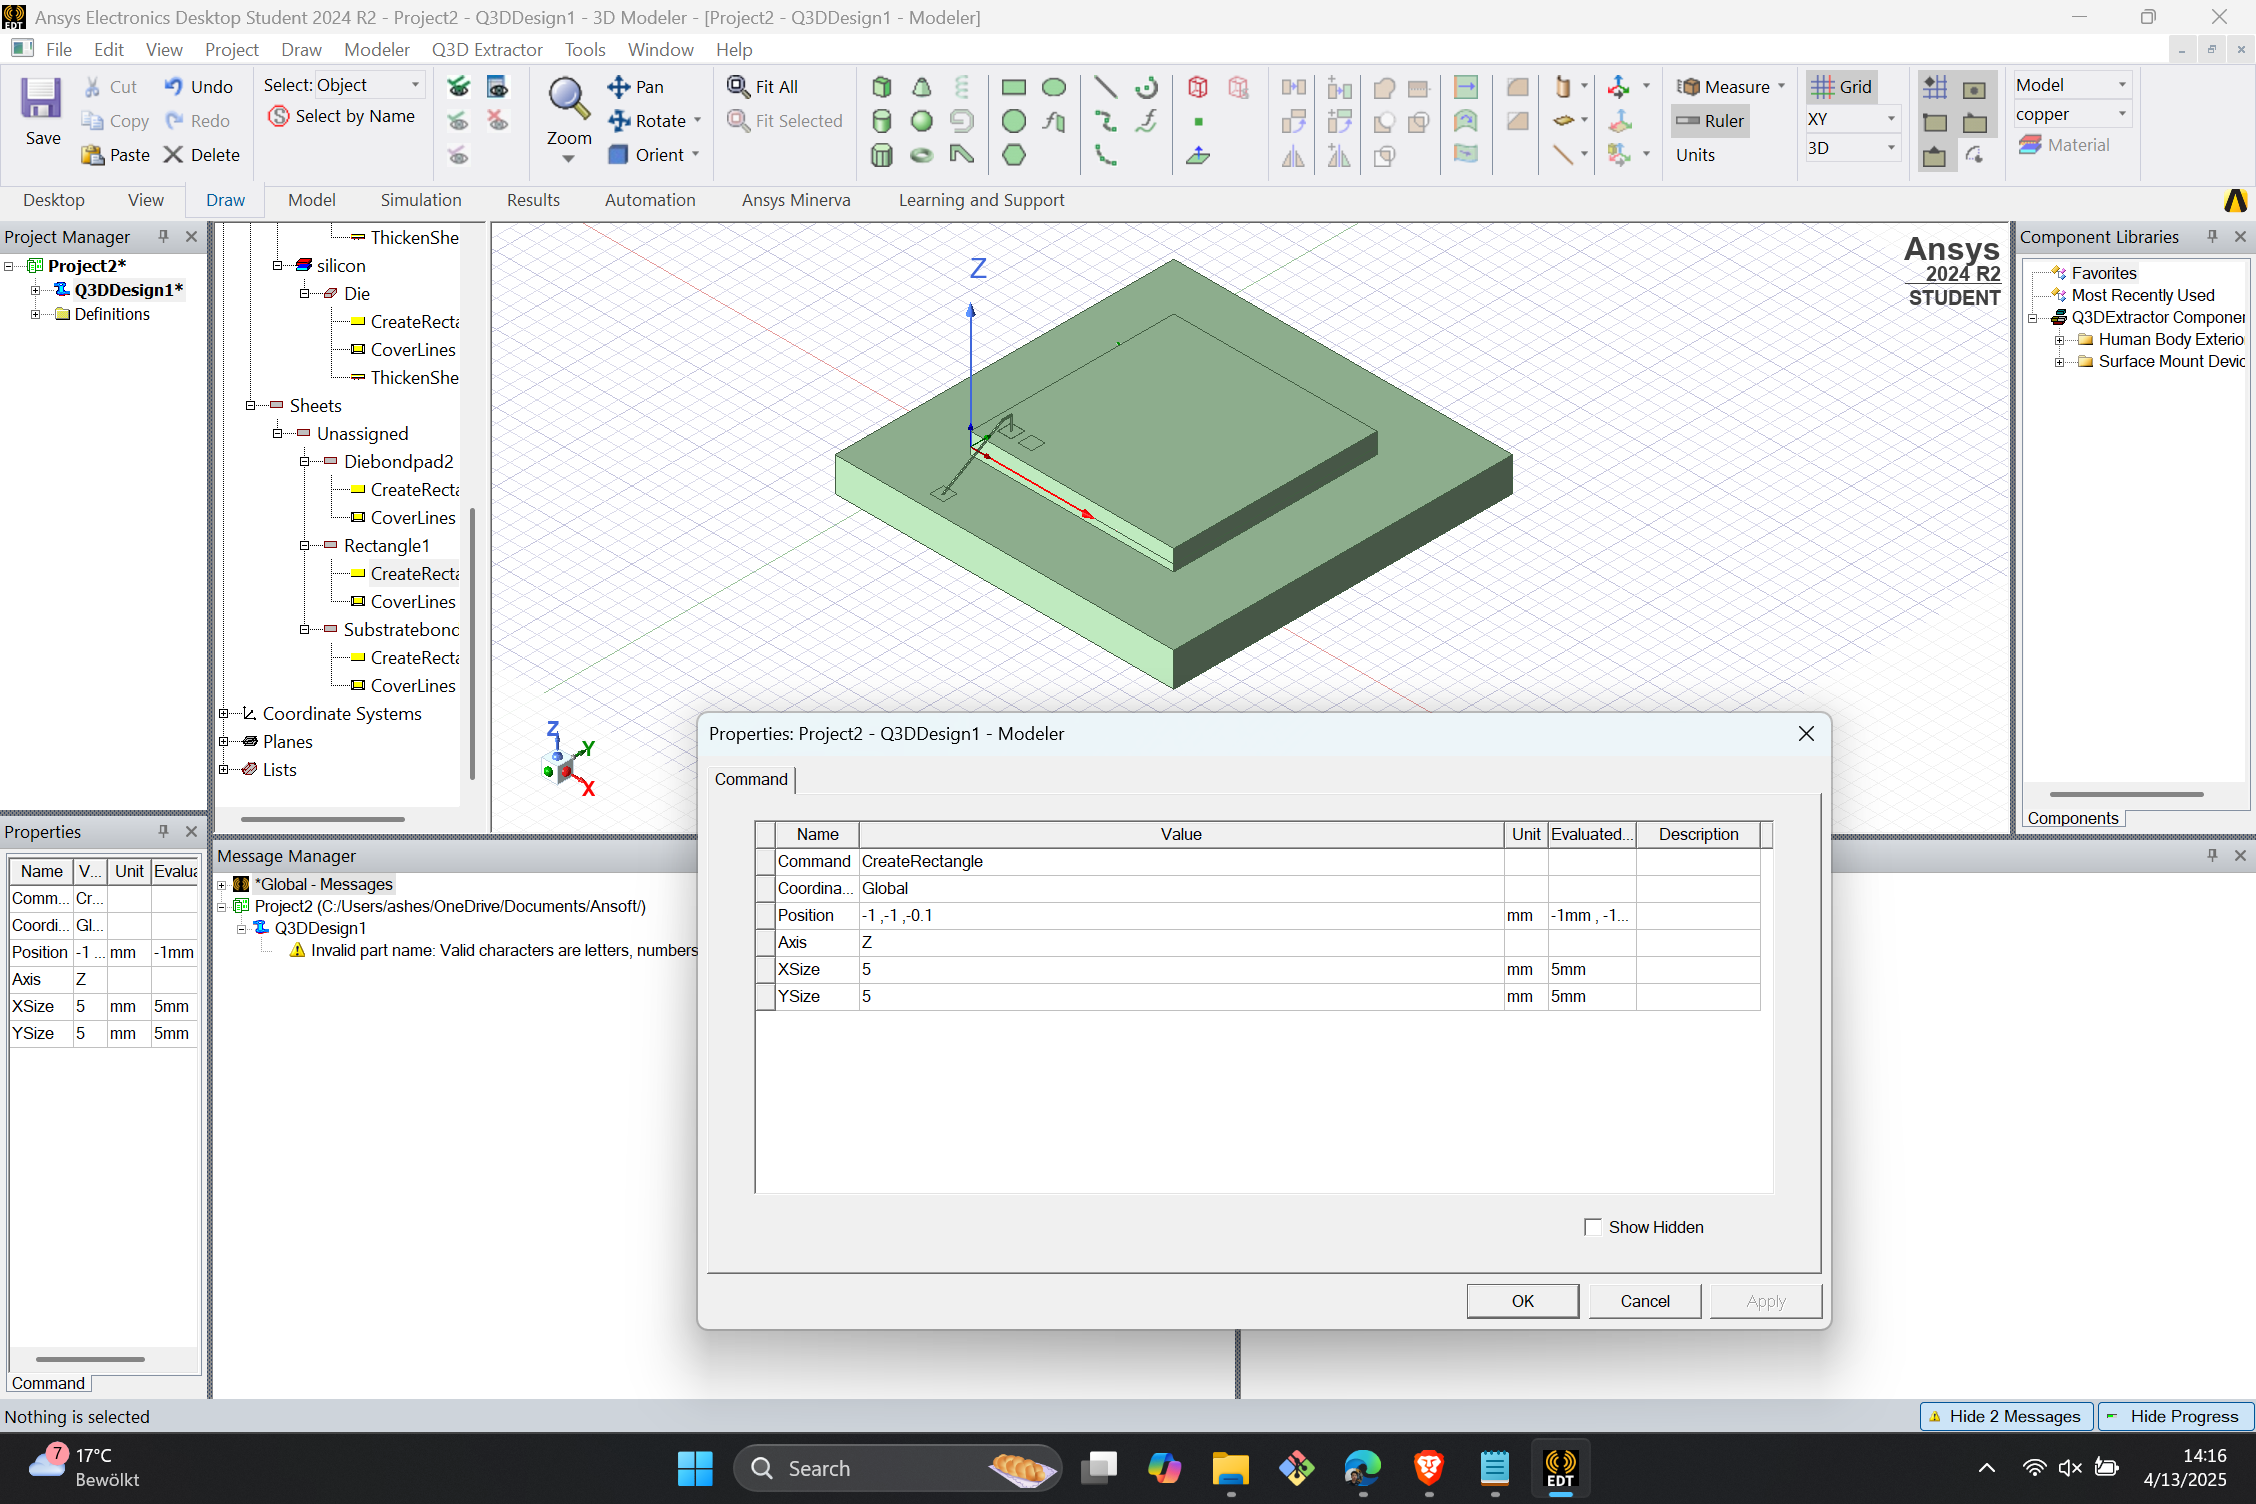 Ansys Electronics Desktop Student 2024 R2 - Project2 - Q3DDesign1 - 3D Modeler - [Project2 - Q3DDesign1 - Modeler]
File Edit View Project Draw Modeler Q3D Extractor Tools Window Help
Save
Cut
Copy
Paste
Undo
Redo
Delete
Select: Object
Select by Name
Zoom
Pan
Rotate
Orient
Fit All
Fit Selected
Measure
Ruler
Units
Grid
XY
3D
Model
copper
Material
Desktop View Draw Model Simulation Results Automation Ansys Minerva Learning and Support
Project Manager
Project2*
Q3DDesign1*
Definitions
ThickenShe
silicon
Die
CreateRecta
CoverLines
ThickenShe
Sheets
Unassigned
Diebondpad2
CreateRecta
CoverLines
Rectangle1
CreateRecta
CoverLines
Substratebond
CreateRecta
CoverLines
Coordinate Systems
Planes
Lists
Z
Ansys
2024 R2
STUDENT
Z
Y
X
Component Libraries
Favorites
Most Recently Used
Q3DExtractor Componen
Human Body Exterio
Surface Mount Devic
Components
Properties
Name V... Unit Evalua
Comm... Cr...
Coordi... Gl...
Position -1 ... mm -1mm
Axis Z
XSize 5 mm 5mm
YSize 5 mm 5mm
Command
Message Manager
*Global - Messages
Project2 (C:/Users/ashes/OneDrive/Documents/Ansoft/)
Q3DDesign1
Invalid part name: Valid characters are letters, numbers
Properties: Project2 - Q3DDesign1 - Modeler
Command
Name Value Unit Evaluated... Description
Command CreateRectangle
Coordina... Global
Position -1 ,-1 ,-0.1 mm -1mm , -1...
Axis Z
XSize 5 mm 5mm
YSize 5 mm 5mm
Show Hidden
OK Cancel Apply
Nothing is selected
Hide 2 Messages Hide Progress
7
17°C
Bewölkt
Search
EDT
14:16
4/13/2025